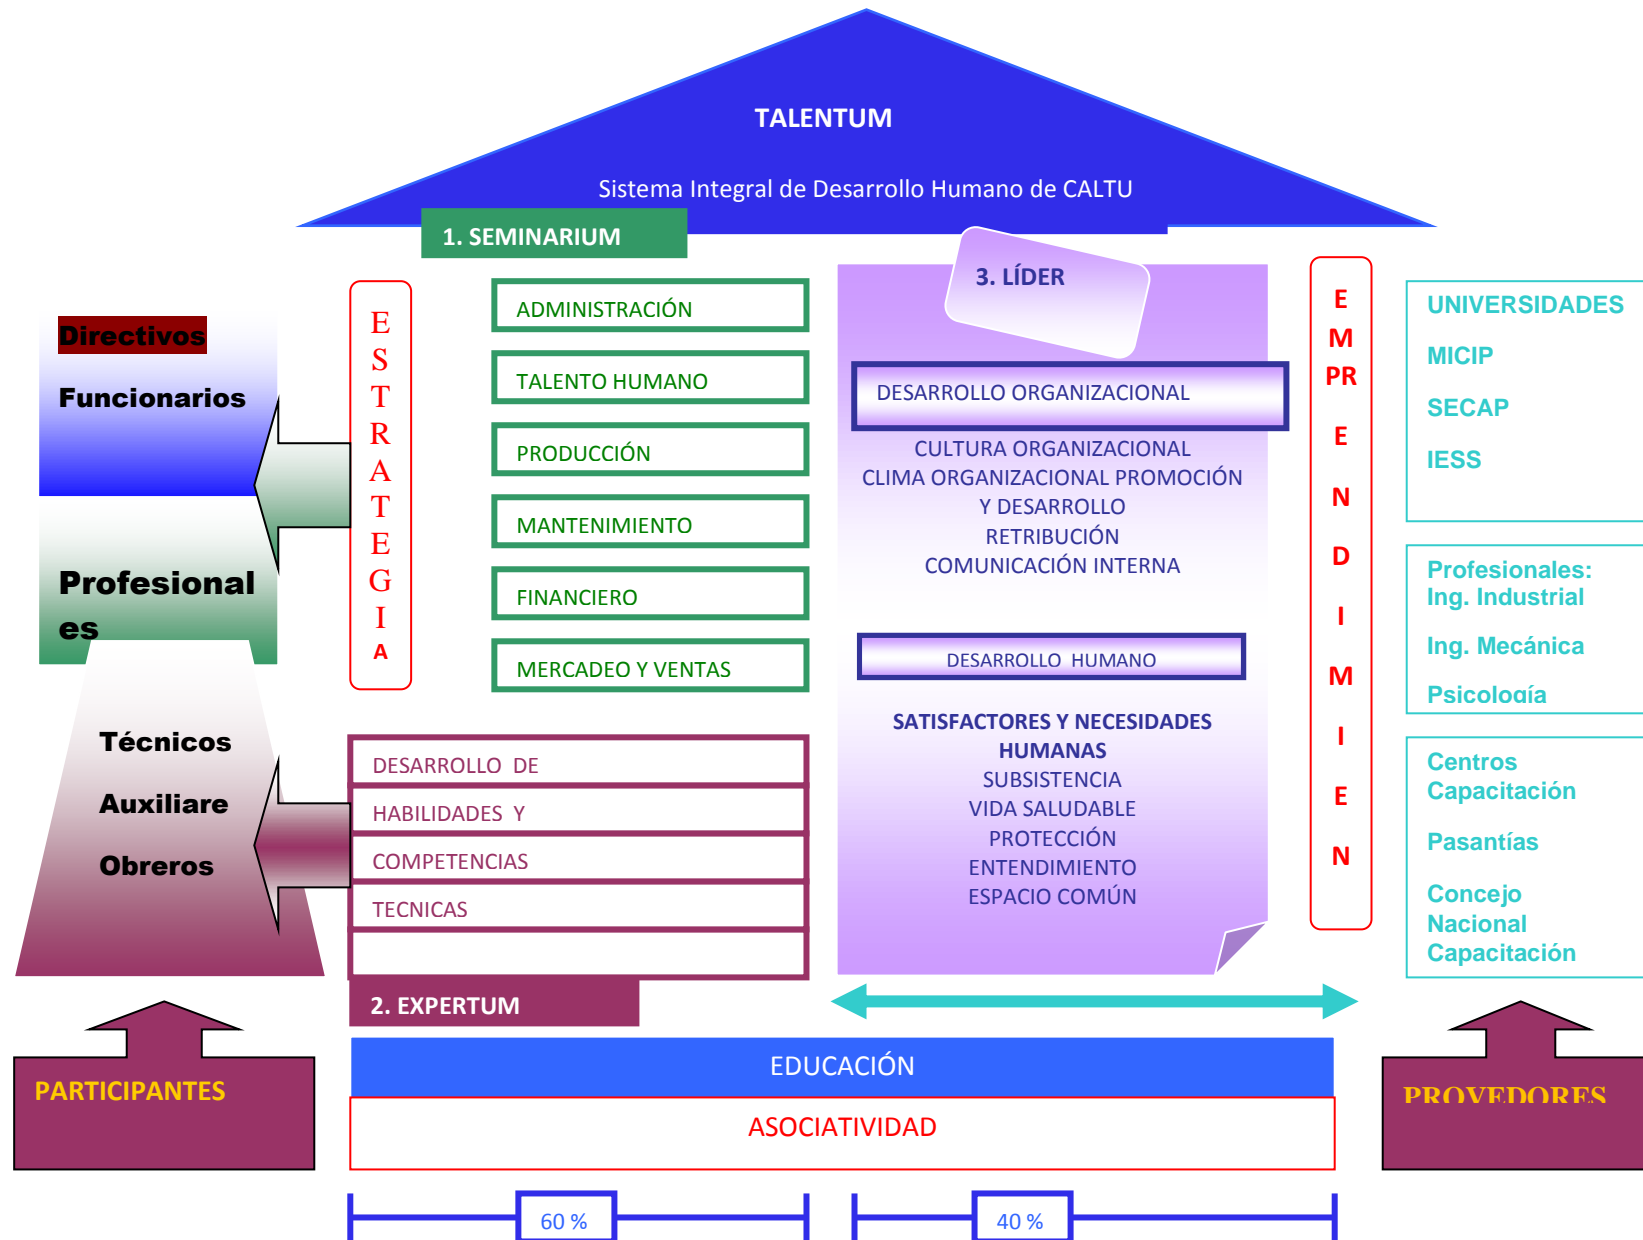 TALENTUM
Sistema Integral de Desarrollo Humano de CALTU
1. SEMINARIUM
Directivos
Funcionarios
Profesional
es
Técnicos
Auxiliare
Obreros
PARTICIPANTES
E
S
T
R
A
T
E
G
I
A
ADMINISTRACIÓN
TALENTO HUMANO
PRODUCCIÓN
MANTENIMIENTO
FINANCIERO
MERCADEO Y VENTAS
DESARROLLO DE
HABILIDADES Y
COMPETENCIAS
TECNICAS
2. EXPERTUM
3. LÍDER
DESARROLLO ORGANIZACIONAL
CULTURA ORGANIZACIONAL
CLIMA ORGANIZACIONAL PROMOCIÓN
Y DESARROLLO
RETRIBUCIÓN
COMUNICACIÓN INTERNA
DESARROLLO HUMANO
SATISFACTORES Y NECESIDADES
HUMANAS
SUBSISTENCIA
VIDA SALUDABLE
PROTECCIÓN
ENTENDIMIENTO
ESPACIO COMÚN
E
M
PR
E
N
D
I
M
I
E
N
UNIVERSIDADES
MICIP
SECAP
IESS
Profesionales:
Ing. Industrial
Ing. Mecánica
Psicología
Centros
Capacitación
Pasantías
Concejo
Nacional
Capacitación
PROVEDORES
EDUCACIÓN
ASOCIATIVIDAD
60 %
40 %